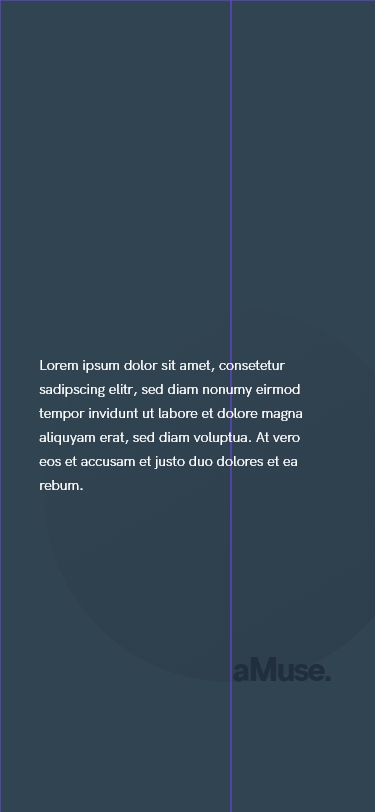 Lorem ipsum dolor sit amet, consetetur
sadipscing elitr, sed diam nonumy eirmod
tempor invidunt ut labore et dolore magna
aliquyam erat, sed diam voluptua. At vero
eos et accusam et justo duo dolores et ea
rebum.
aMuse.